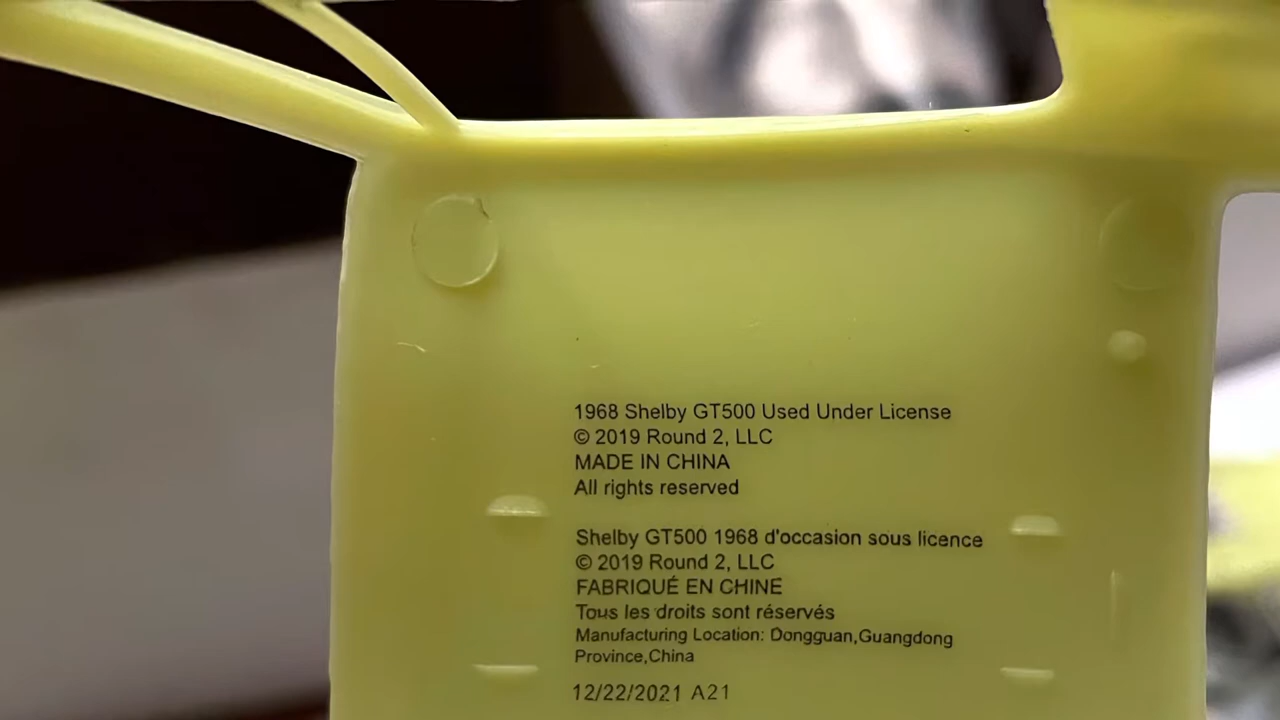 1968 Shelby GT500 Used Under License
© 2019 Round 2, LLC
MADE IN CHINA
All rights reserved
Shelby GT500 1968 d'occasion sous licence
© 2019 Round 2, LLC
FABRIQUÉ EN CHINE
Tous les droits sont réservés
Manufacturing Location: Dongguan,Guangdong
Province,China
12/22/2021 A21